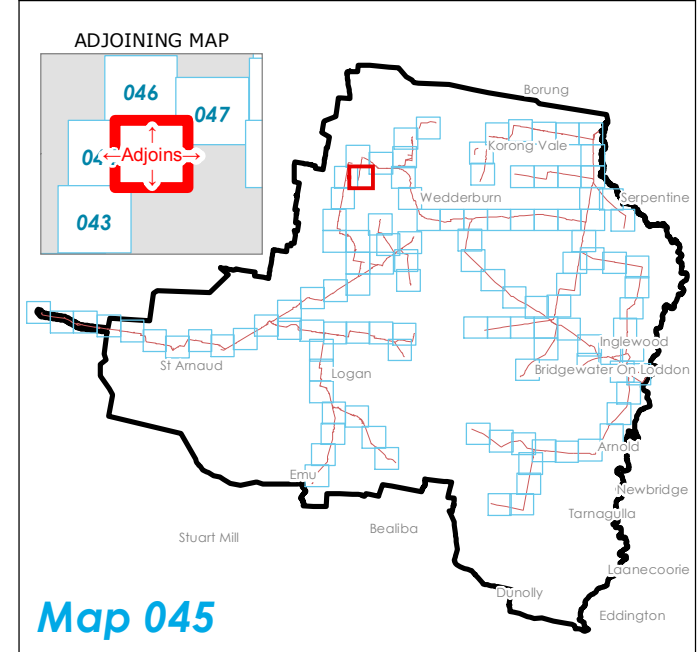 ADJOINING MAP
046
047
Adjoins
043
Borung
Korong Vale
Wedderburn
Serpentine
Inglewood
St Arnaud
Bridgewater On Loddon
Logan
Arnold
Emu
Newbridge
Tarnagulla
Bealiba
Stuart Mill
Laanecoorie
Dunolly
Eddington
Map 045